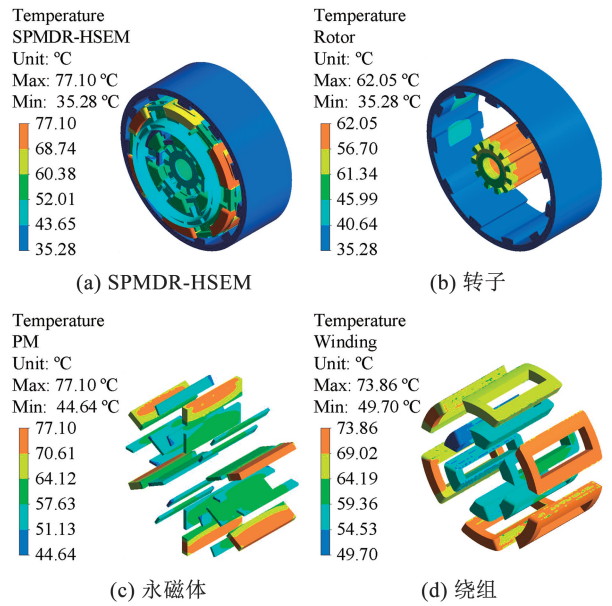 Temperature
SPMDR-HSEM
Unit: ℃
Max: 77.10 ℃
Min: 35.28 ℃
77.10
68.74
60.38
52.01
43.65
35.28
(a) SPMDR-HSEM
Temperature
Rotor
Unit: ℃
Max: 62.05 ℃
Min: 35.28 ℃
62.05
56.70
61.34
45.99
40.64
35.28
(b) 转子
Temperature
PM
Unit: ℃
Max: 77.10 ℃
Min: 44.64 ℃
77.10
70.61
64.12
57.63
51.13
44.64
(c) 永磁体
Temperature
Winding
Unit: ℃
Max: 73.86 ℃
Min: 49.70 ℃
73.86
69.02
64.19
59.36
54.53
49.70
(d) 绕组